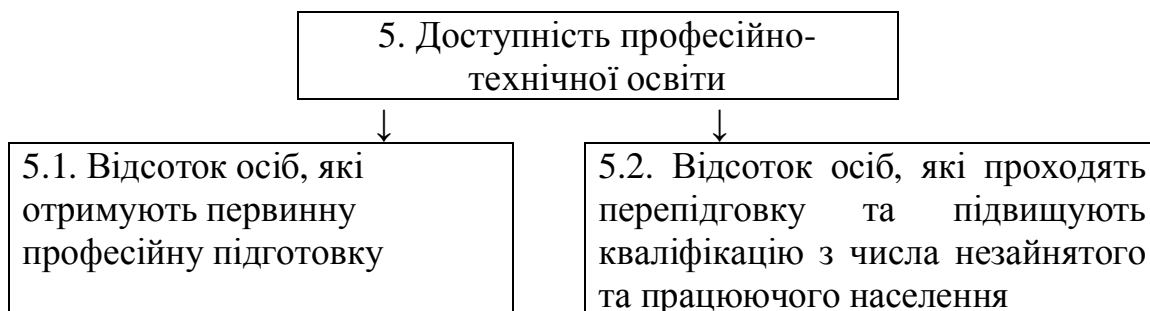 5. Доступність професійно-
технічної освіти
↓ ↓
5.1. Відсоток осіб, які
отримують первинну
професійну підготовку
5.2. Відсоток осіб, які проходять
перепідговку та підвищують
кваліфікацію з числа незайнятого
та працюючого населення